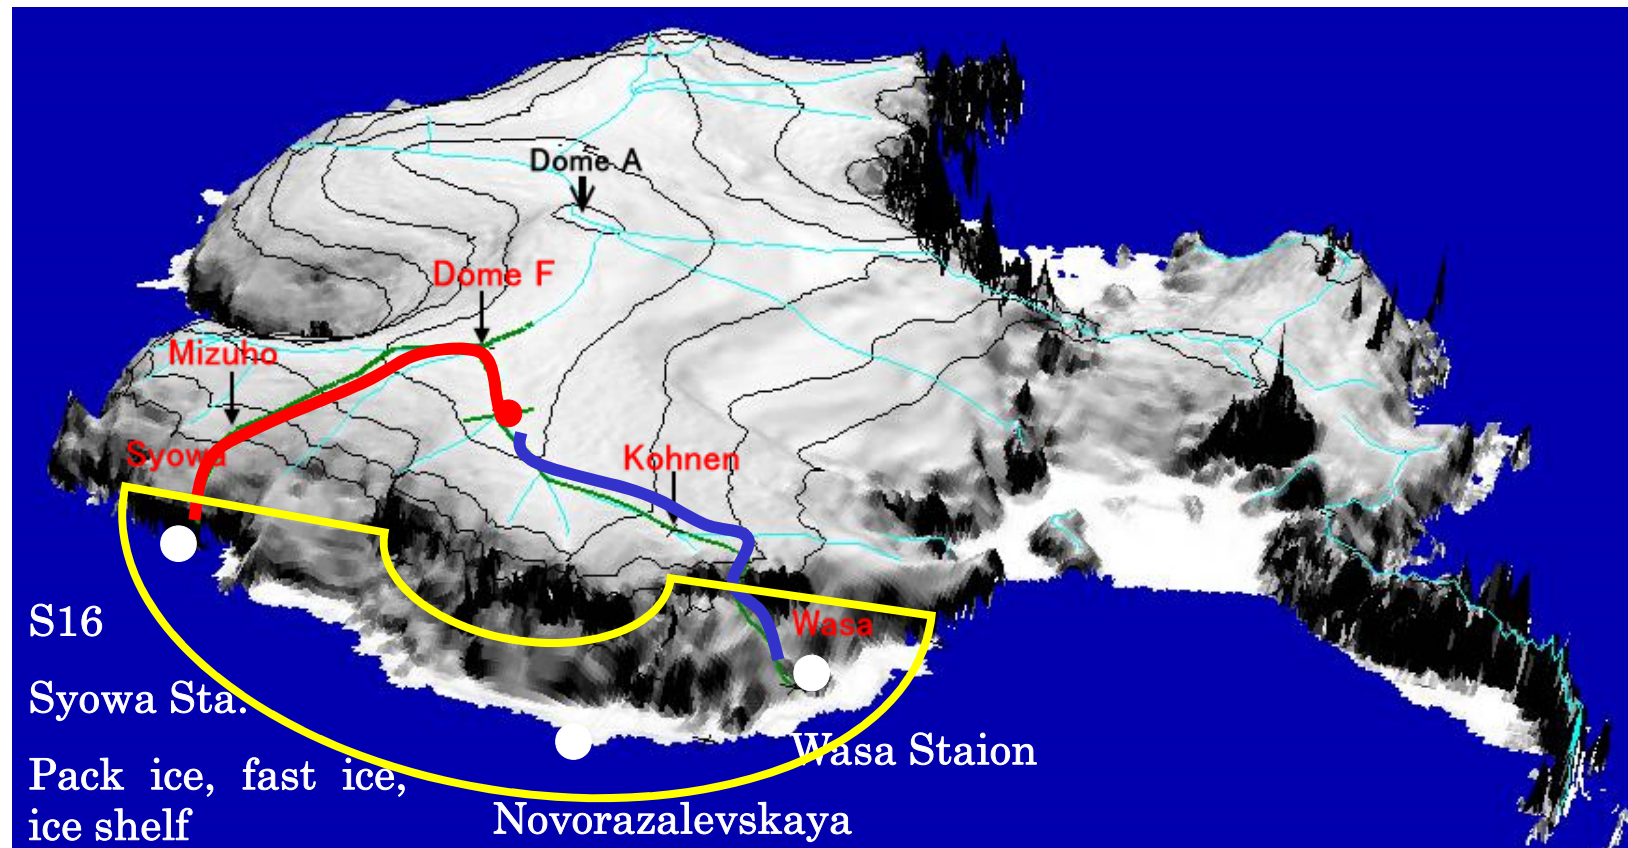 Dome A
Dome F
Mizuho
Syowa
Kohnen
Wasa
S16
Syowa Sta.
Wasa Staion
Pack ice, fast ice,
ice shelf
Novorazalevskaya